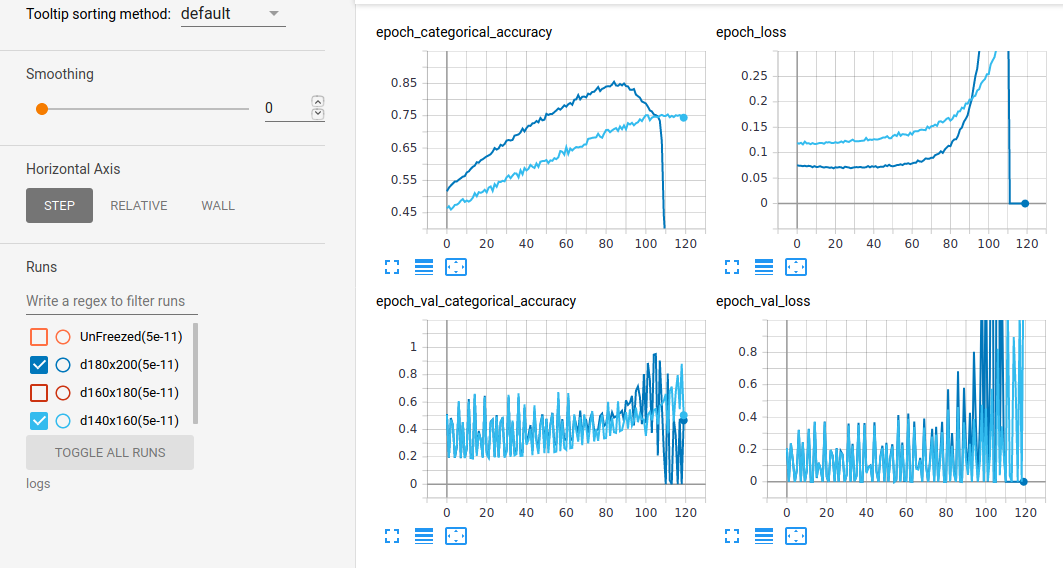 Tooltip sorting method: default
Smoothing
0
Horizontal Axis
STEP RELATIVE WALL
Runs
Write a regex to filter runs
UnFreezed(5e-11)
d180x200(5e-11)
d160x180(5e-11)
d140x160(5e-11)
TOGGLE ALL RUNS
logs
epoch_categorical_accuracy
0.85
0.75
0.65
0.55
0.45
0 20 40 60 80 100 120
epoch_loss
0.25
0.2
0.15
0.1
0.05
0
0 20 40 60 80 100 120
epoch_val_categorical_accuracy
1
0.8
0.6
0.4
0.2
0
0 20 40 60 80 100 120
epoch_val_loss
0.8
0.6
0.4
0.2
0
0 20 40 60 80 100 120